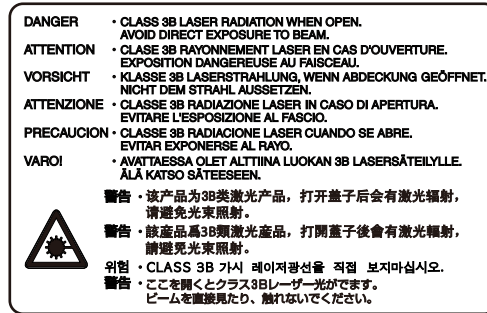 DANGER · CLASS 3B LASER RADIATION WHEN OPEN.
AVOID DIRECT EXPOSURE TO BEAM.
ATTENTION · CLASE 3B RAYONNEMENT LASER EN CAS D'OUVERTURE.
EXPOSITION DANGEREUSE AU FAISCEAU.
VORSICHT · KLASSE 3B LASERSTRAHLUNG, WENN ABDECKUNG GEÖFFNET.
NICHT DEM STRAHL AUSSETZEN.
ATTENZIONE · CLASSE 3B RADIAZIONE LASER IN CASO DI APERTURA.
EVITARE L'ESPOSIZIONE AL FASCIO.
PRECAUCION · CLASSE 3B RADIACIONE LASER CUANDO SE ABRE.
EVITAR EXPONERSE AL RAYO.
VARO! · AVATTAESSA OLET ALTTIINA LUOKAN 3B LASERSÄTEILYLLE.
ÄLÄ KATSO SÄTEESEEN.
警告 · 该产品为3B类激光产品，打开盖子后会有激光辐射，
请避免光束照射。
警告 · 該産品爲3B類激光産品，打開蓋子後會有激光輻射，
請避免光束照射。
위험 · CLASS 3B 가시 레이저광선을 직접 보지마십시오.
警告 · ここを開くとクラス3Bレーザー光がでます。
ビームを直接見たり、触れないでください。